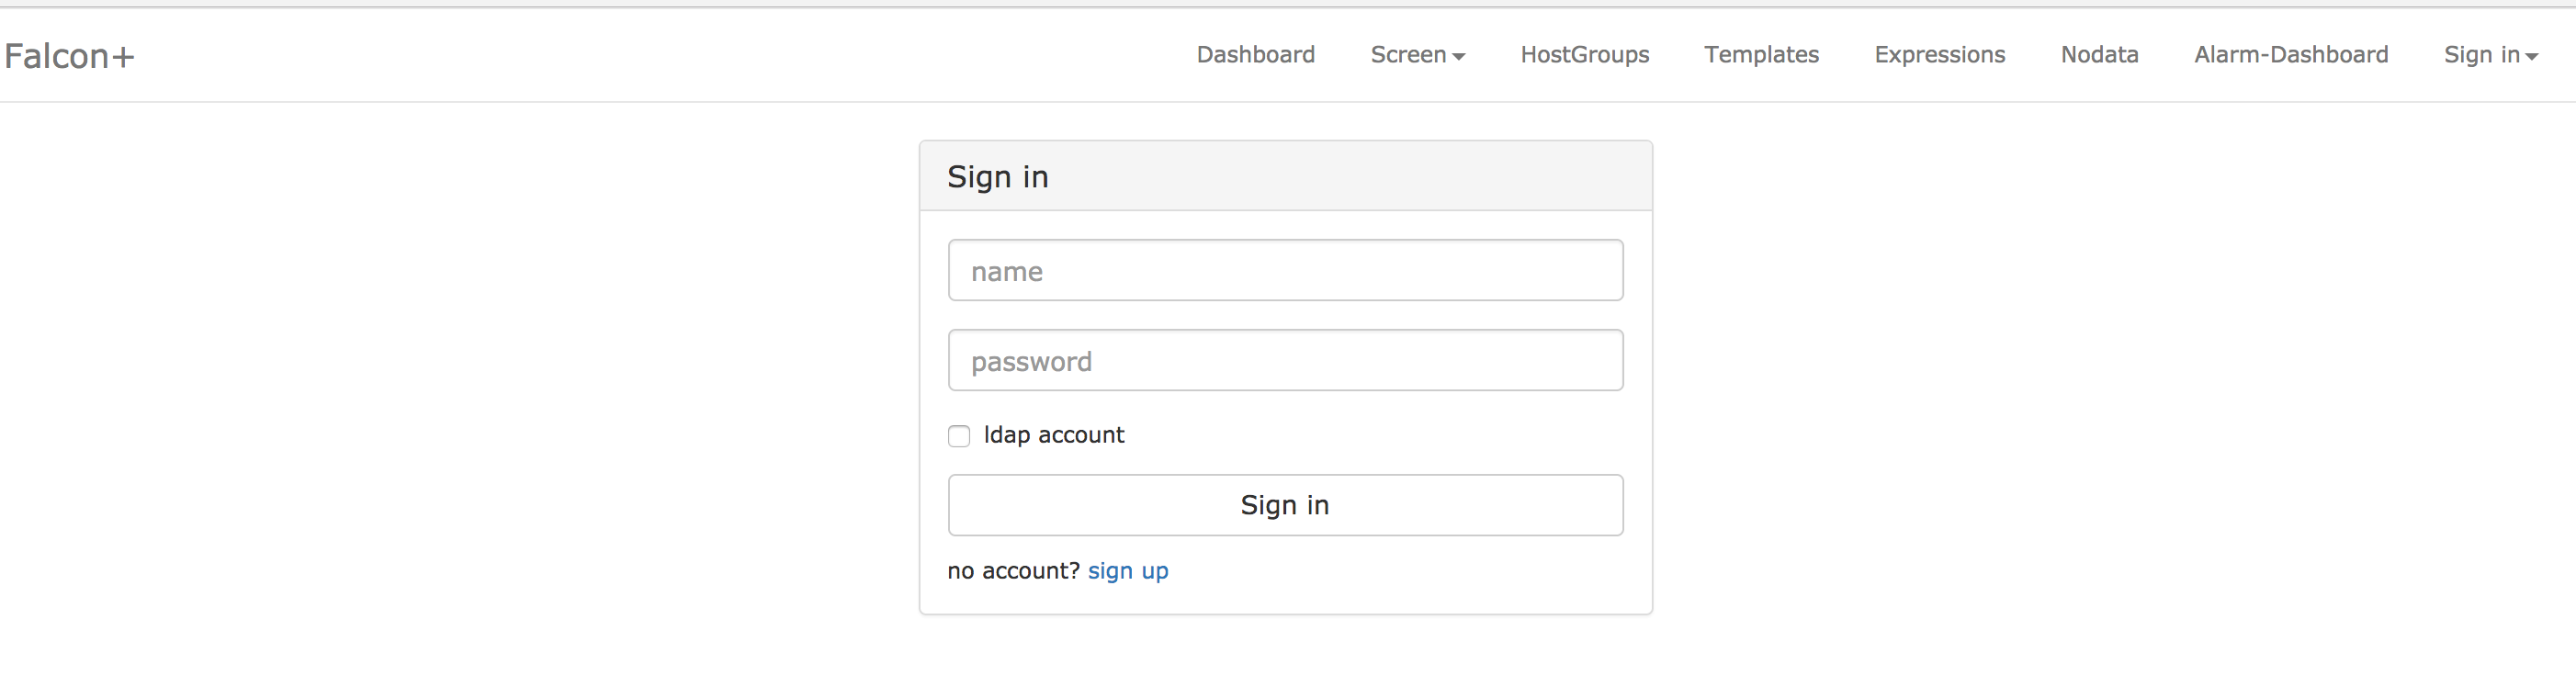 Falcon+ Dashboard Screen HostGroups Templates Expressions Nodata Alarm-Dashboard Sign in
Sign in
name
password
ldap account
Sign in
no account? sign up